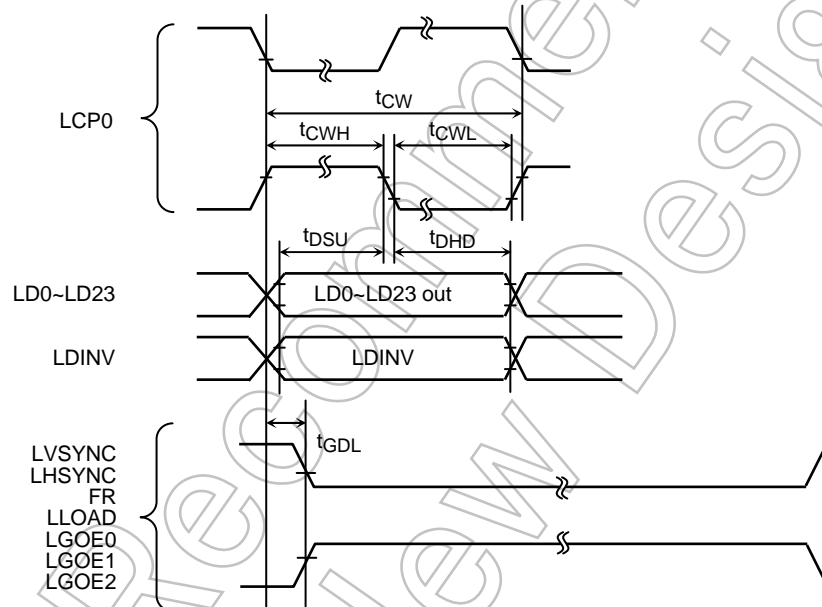 tCW
LCP0
tCWH tCWL
tDSU tDHD
LD0~LD23 LD0~LD23 out
LDINV LDINV
tGDL
LVSYNC
LHSYNC
FR
LLOAD
LGOE0
LGOE1
LGOE2